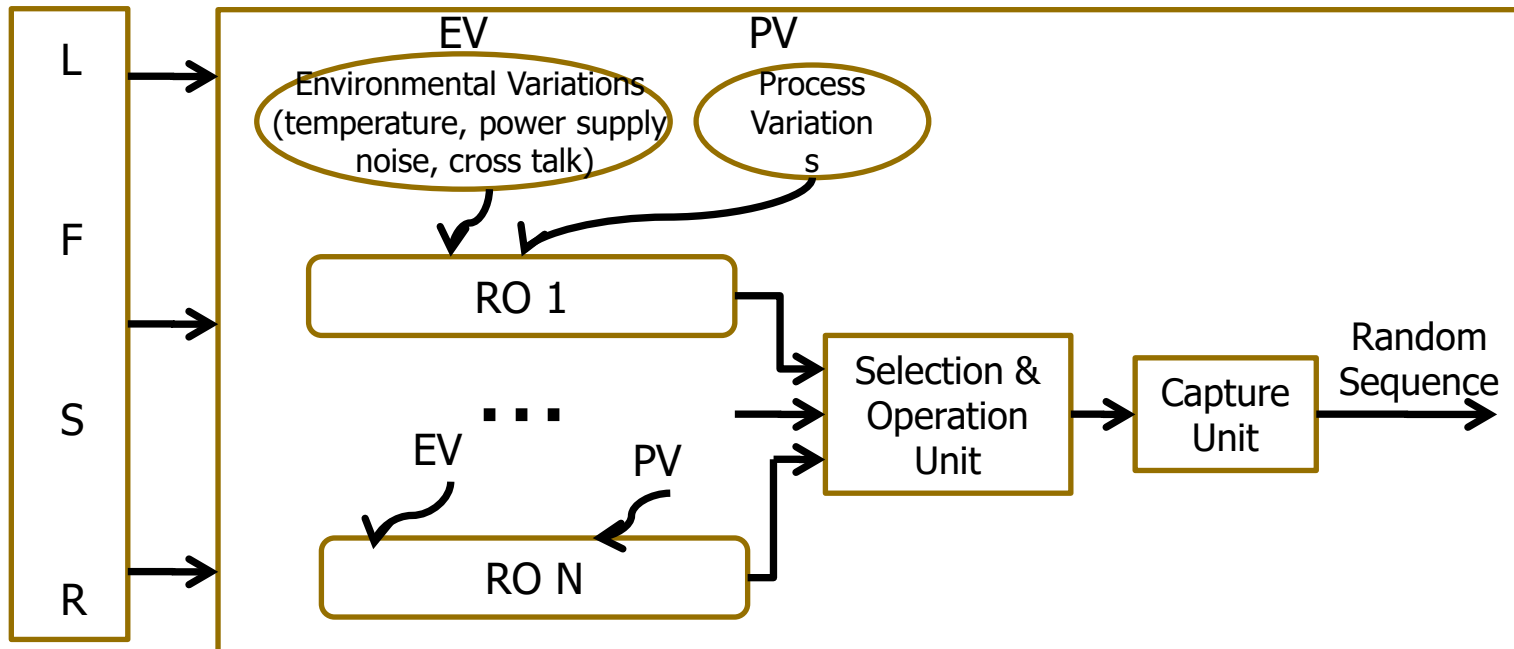 L
F
S
R
EV
PV
Environmental Variations
(temperature, power supply
noise, cross talk)
Process
Variation
s
RO 1
...
EV
PV
RO N
Selection &
Operation
Unit
Capture
Unit
Random
Sequence